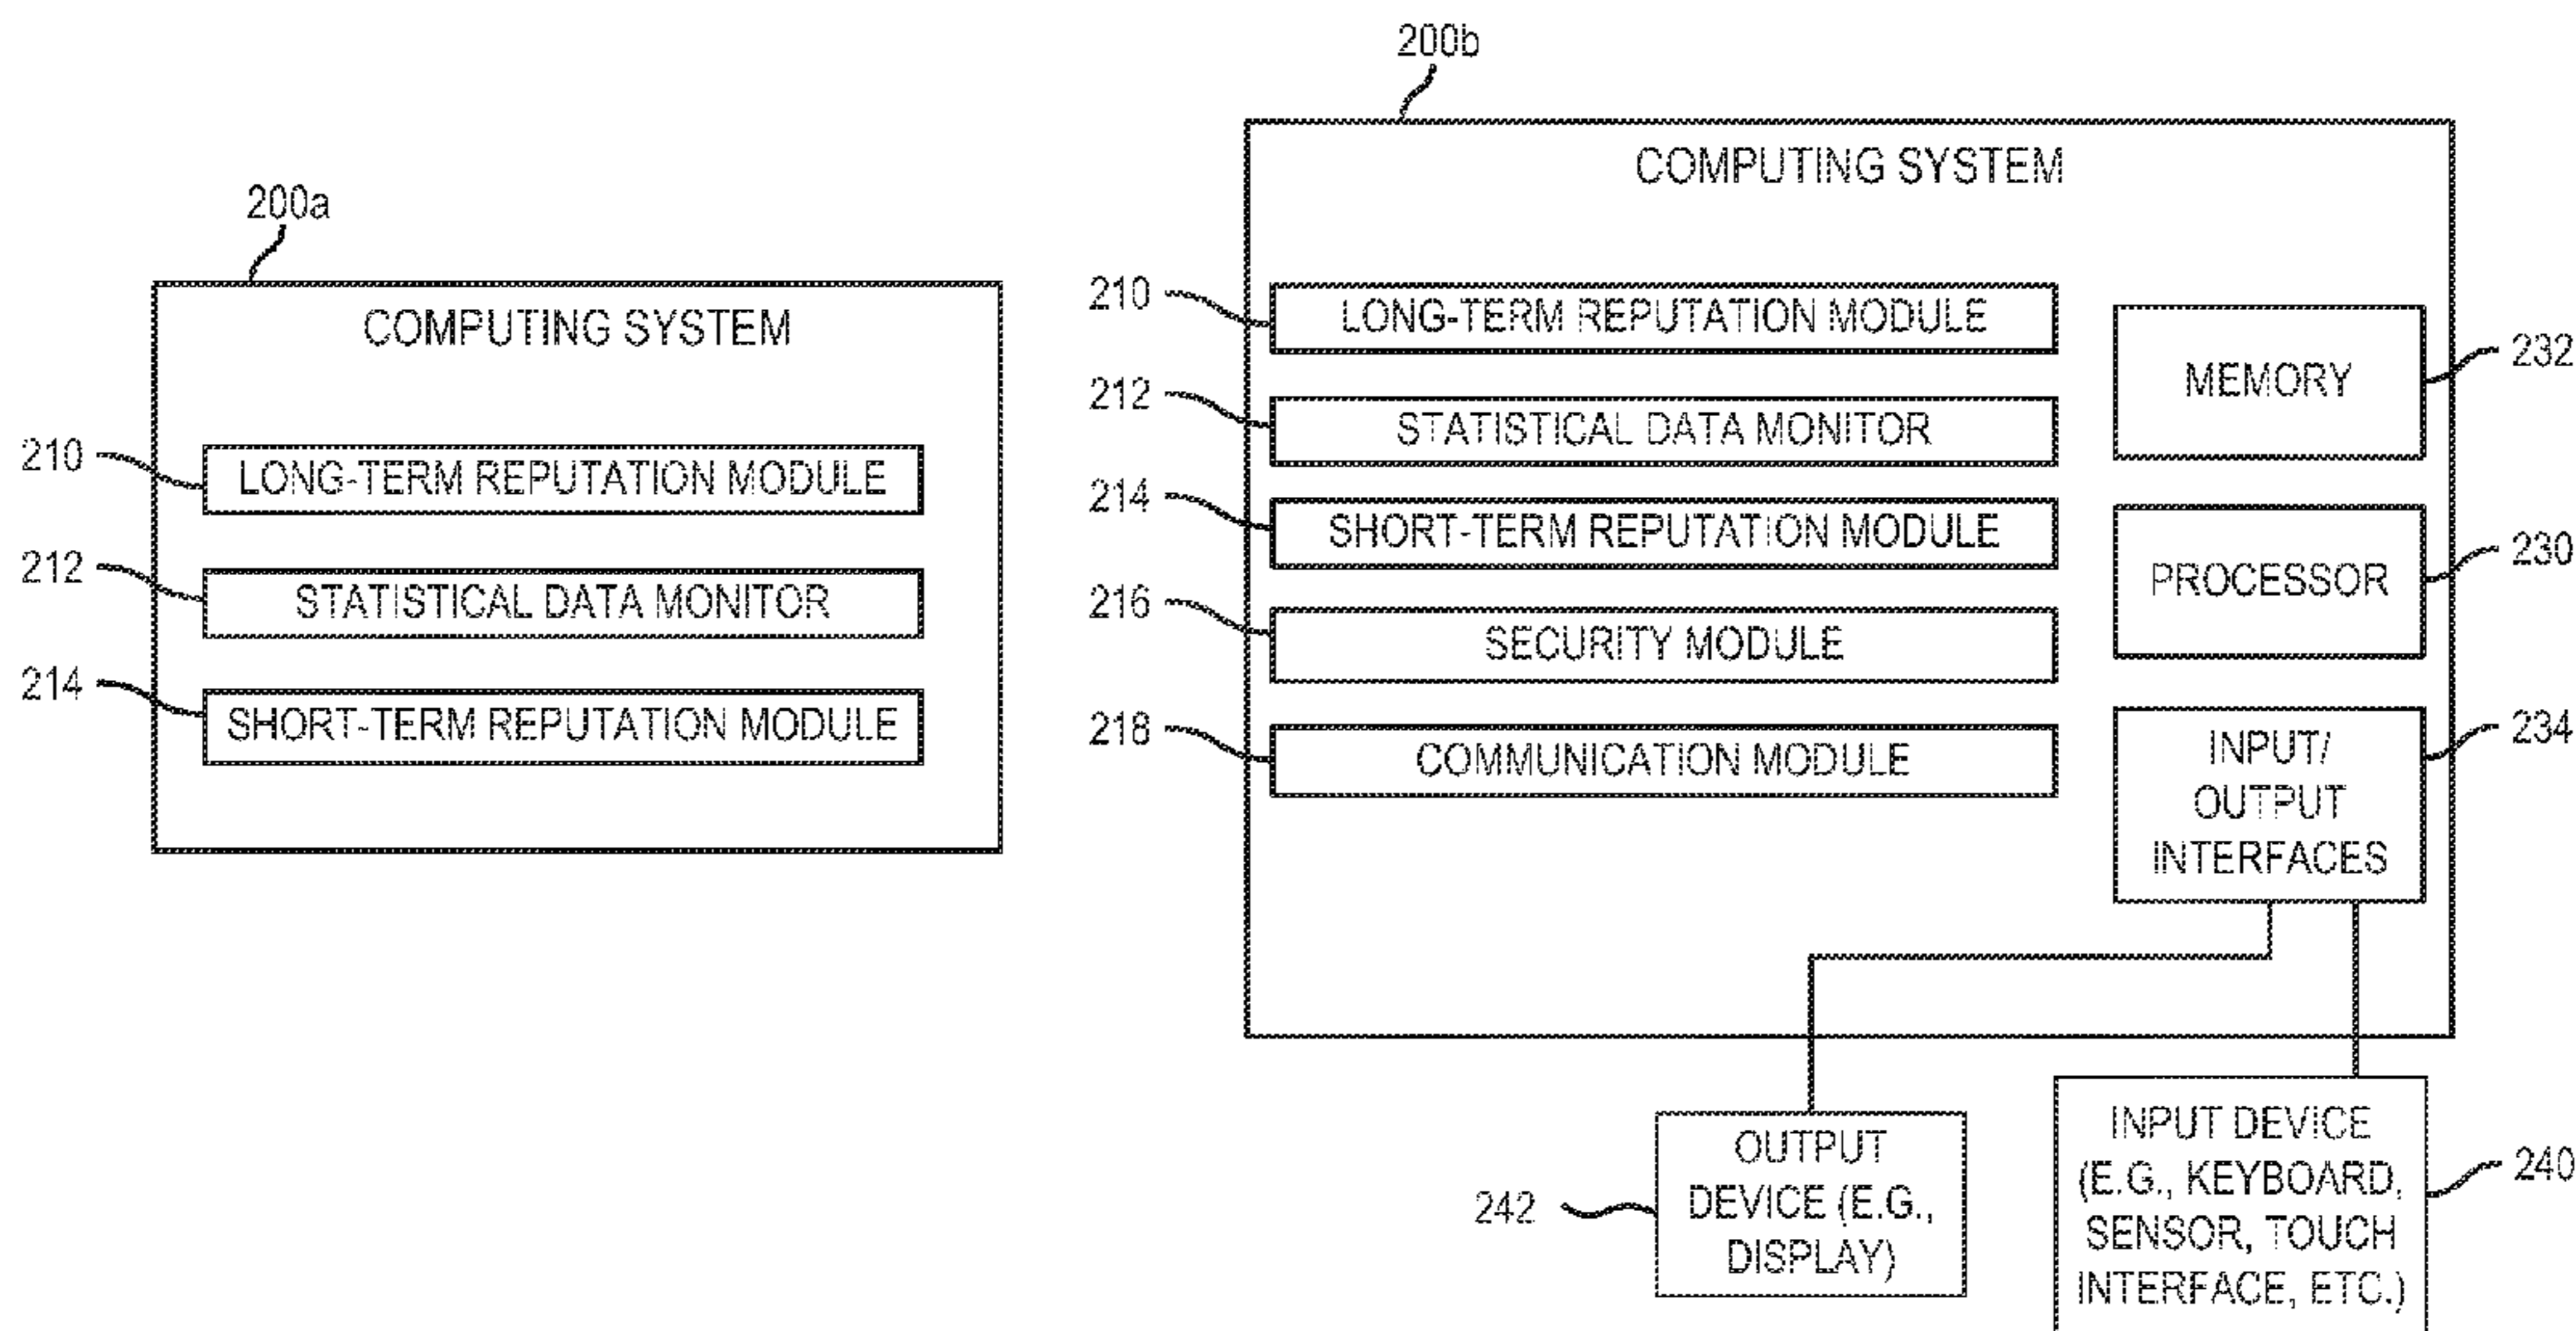 200a
COMPUTING SYSTEM
210
LONG-TERM REPUTATION MODULE
212
STATISTICAL DATA MONITOR
214
SHORT-TERM REPUTATION MODULE
200b
COMPUTING SYSTEM
210
LONG-TERM REPUTATION MODULE
212
STATISTICAL DATA MONITOR
214
SHORT-TERM REPUTATION MODULE
216
SECURITY MODULE
218
COMMUNICATION MODULE
MEMORY
232
PROCESSOR
230
INPUT/
OUTPUT
INTERFACES
234
242
OUTPUT
DEVICE (E.G.,
DISPLAY)
INPUT DEVICE
(E.G., KEYBOARD,
SENSOR, TOUCH
INTERFACE, ETC.)
240